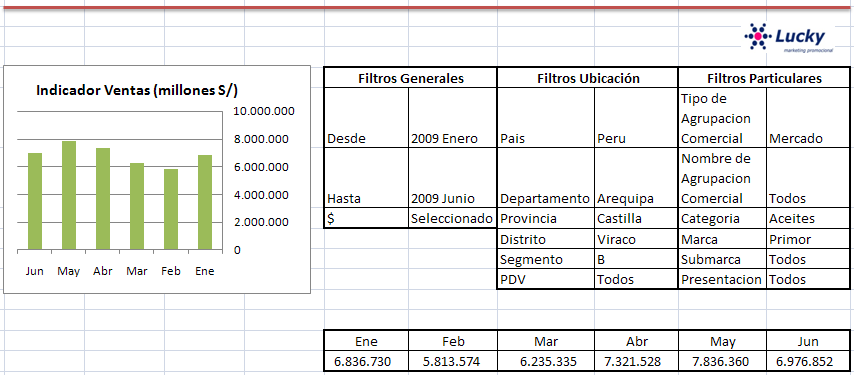 Lucky
marketing promocional
Indicador Ventas (millones S/)
10.000.000
8.000.000
6.000.000
4.000.000
2.000.000
0
Jun May Abr Mar Feb Ene
Filtros Generales Filtros Ubicación Filtros Particulares
Tipo de
Agrupacion
Desde 2009 Enero Pais Peru Comercial Mercado
Nombre de
Agrupacion
Hasta 2009 Junio Departamento Arequipa Comercial Todos
$ Seleccionado Provincia Castilla Categoria Aceites
Distrito Viraco Marca Primor
Segmento B Submarca Todos
PDV Todos Presentacion Todos
Ene Feb Mar Abr May Jun
6.836.730 5.813.574 6.235.335 7.321.528 7.836.360 6.976.852